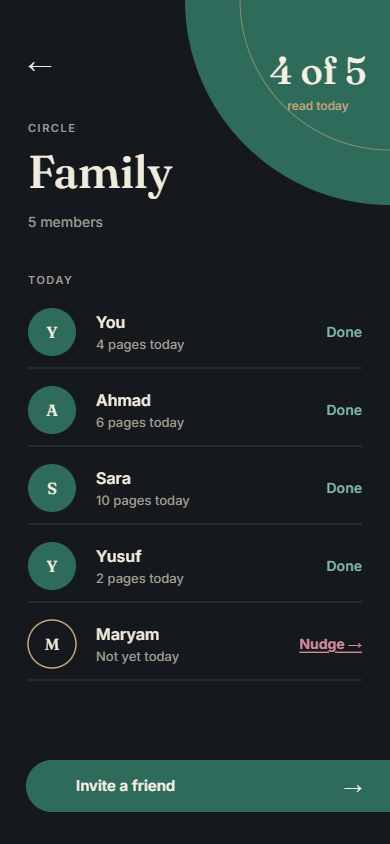 ←
4 of 5
read today
CIRCLE
Family
5 members
TODAY
Y
You
4 pages today
Done
A
Ahmad
6 pages today
Done
S
Sara
10 pages today
Done
Y
Yusuf
2 pages today
Done
M
Maryam
Not yet today
Nudge →
Invite a friend →